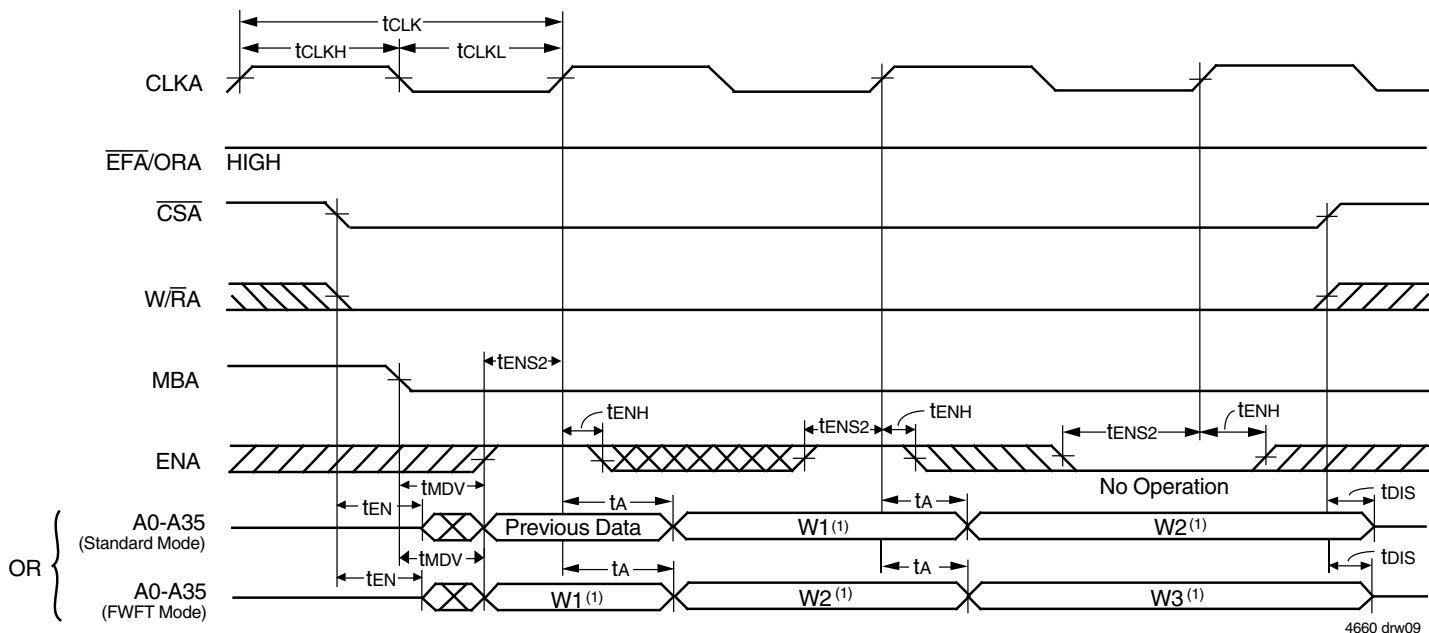 tCLK
tCLKH
tCLKL
CLKA
EFA/ORA HIGH
CSA
W/RA
MBA
tENS2
tENH
tENS2
tENH
tENS2
tENH
ENA
No Operation
tMDV
tEN
tA
tA
tDIS
A0-A35
(Standard Mode)
Previous Data
W1(1)
W2(1)
OR
tMDV
tEN
tA
tA
tDIS
A0-A35
(FWFT Mode)
W1(1)
W2(1)
W3(1)
4660 drw09